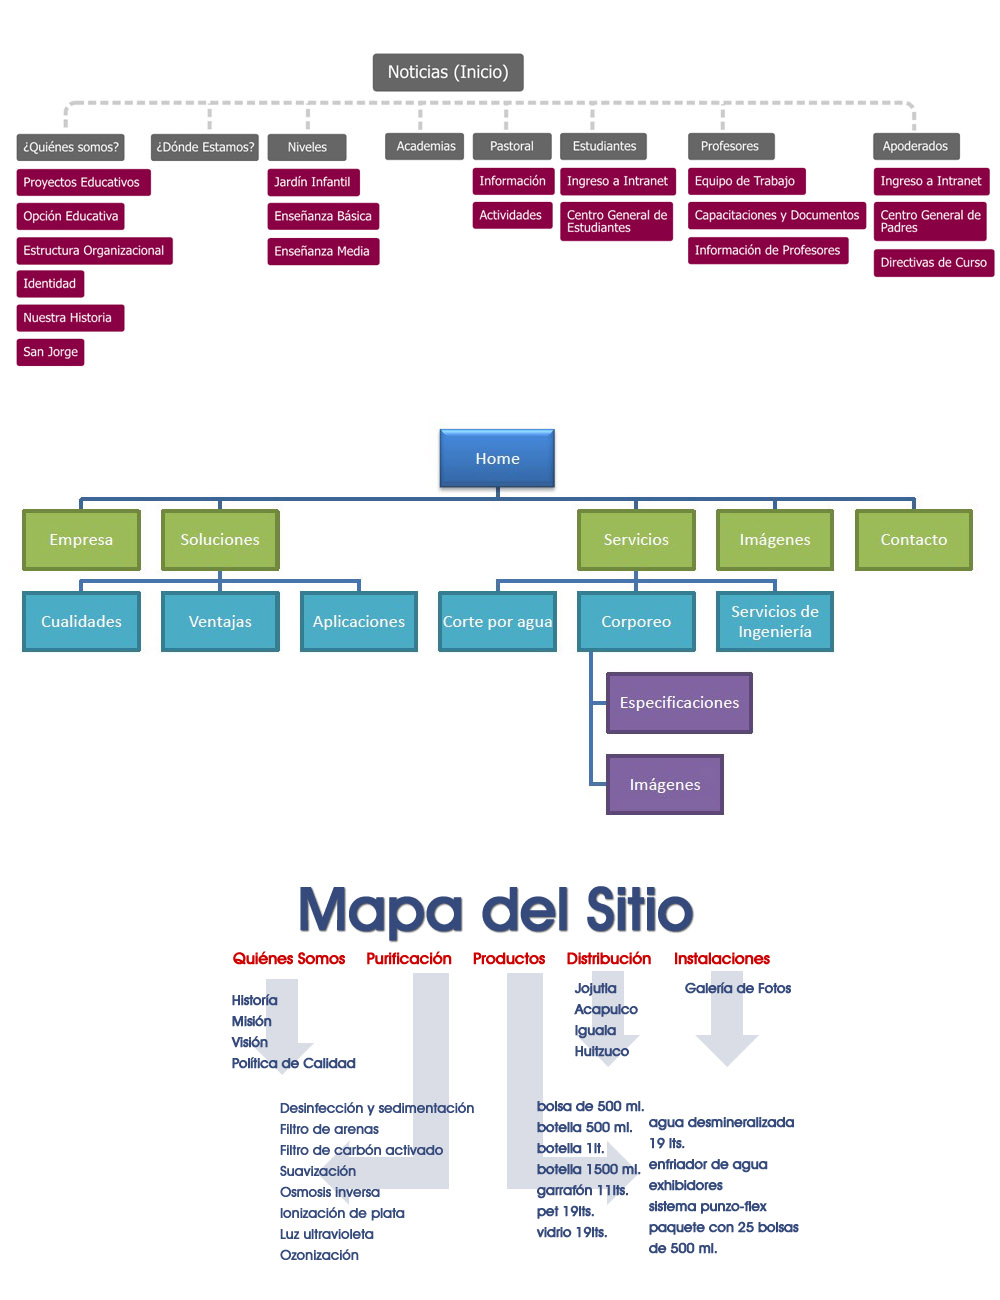 Noticias (Inicio)
¿Quiénes somos?
¿Dónde Estamos?
Niveles
Academias
Pastoral
Estudiantes
Profesores
Apoderados
Proyectos Educativos
Opción Educativa
Estructura Organizacional
Identidad
Nuestra Historia
San Jorge
Jardín Infantil
Enseñanza Básica
Enseñanza Media
Información
Actividades
Ingreso a Intranet
Centro General de
Estudiantes
Equipo de Trabajo
Capacitaciones y Documentos
Información de Profesores
Ingreso a Intranet
Centro General de
Padres
Directivas de Curso
Home
Empresa
Soluciones
Servicios
Imágenes
Contacto
Cualidades
Ventajas
Aplicaciones
Corte por agua
Corporeo
Servicios de
Ingeniería
Especificaciones
Imágenes
Mapa del Sitio
Quiénes Somos
Purificación
Productos
Distribución
Instalaciones
Historía
Misión
Visión
Política de Calidad
Jojutla
Acapulco
Iguala
Huitzuco
Galería de Fotos
Desinfección y sedimentación
Filtro de arenas
Filtro de carbón activado
Suavización
Osmosis inversa
Ionización de plata
Luz ultravioleta
Ozonización
bolsa de 500 ml.
botella 500 ml.
botella 1lt.
botella 1500 ml.
garrafón 11lts.
pet 19lts.
vidrio 19lts.
agua desmineralizada
19 lts.
enfriador de agua
exhibidores
sistema punzo-flex
paquete con 25 bolsas
de 500 ml.